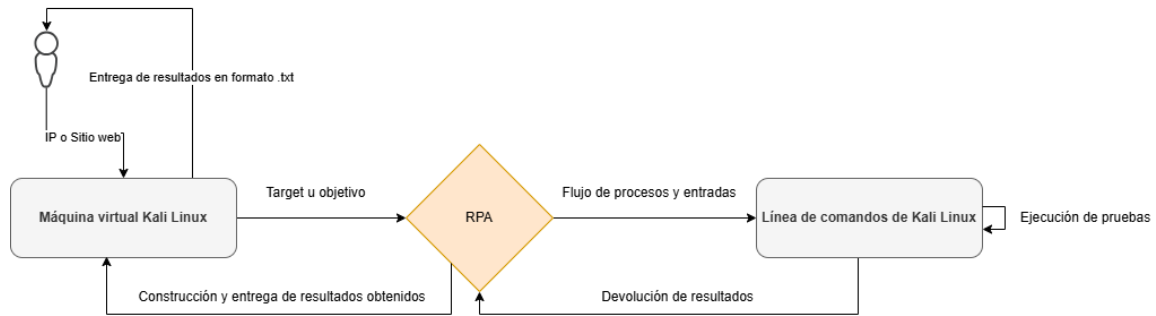 Entrega de resultados en formato .txt
IP o Sitio web
Máquina virtual Kali Linux
Target u objetivo
RPA
Flujo de procesos y entradas
Línea de comandos de Kali Linux
Ejecución de pruebas
Construcción y entrega de resultados obtenidos
Devolución de resultados